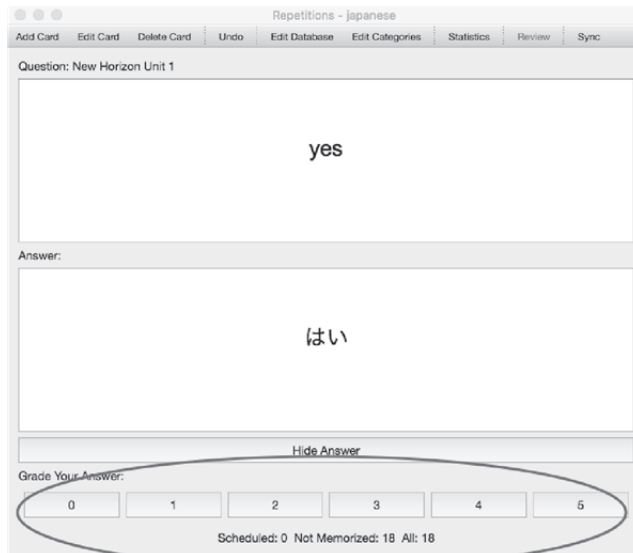 Repetitions - japanese
Add Card Edit Card Delete Card Undo Edit Database Edit Categories Statistics Review Sync
Question: New Horizon Unit 1
yes
Answer:
はい
Hide Answer
Grade Your Answer:
0 1 2 3 4 5
Scheduled: 0 Not Memorized: 18 All: 18